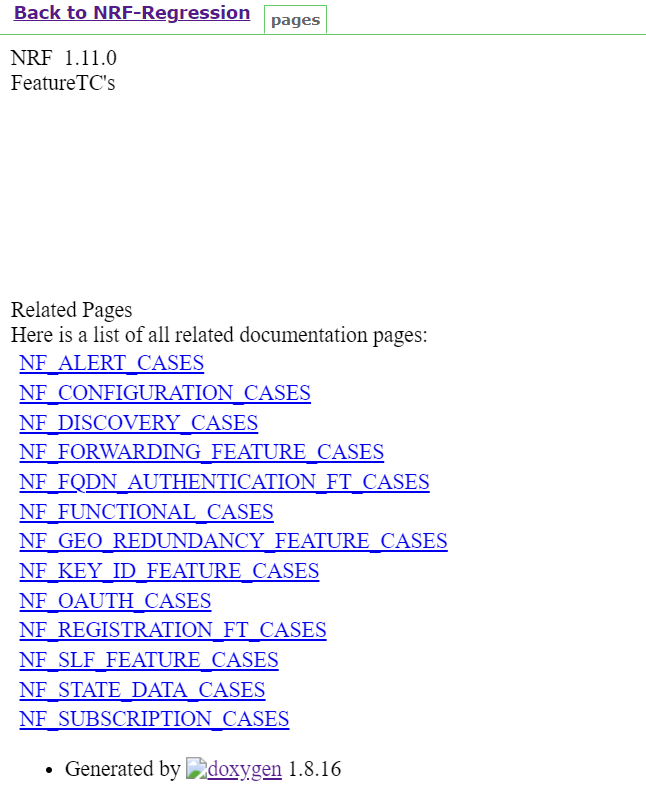 Back to NRF-Regression pages
NRF 1.11.0
FeatureTC's
Related Pages
Here is a list of all related documentation pages:
NF_ALERT_CASES
NF_CONFIGURATION_CASES
NF_DISCOVERY_CASES
NF_FORWARDING_FEATURE_CASES
NF_FQDN_AUTHENTICATION_FT_CASES
NF_FUNCTIONAL_CASES
NF_GEO_REDUNDANCY_FEATURE_CASES
NF_KEY_ID_FEATURE_CASES
NF_OAUTH_CASES
NF_REGISTRATION_FT_CASES
NF_SLF_FEATURE_CASES
NF_STATE_DATA_CASES
NF_SUBSCRIPTION_CASES
• Generated by doxygen 1.8.16